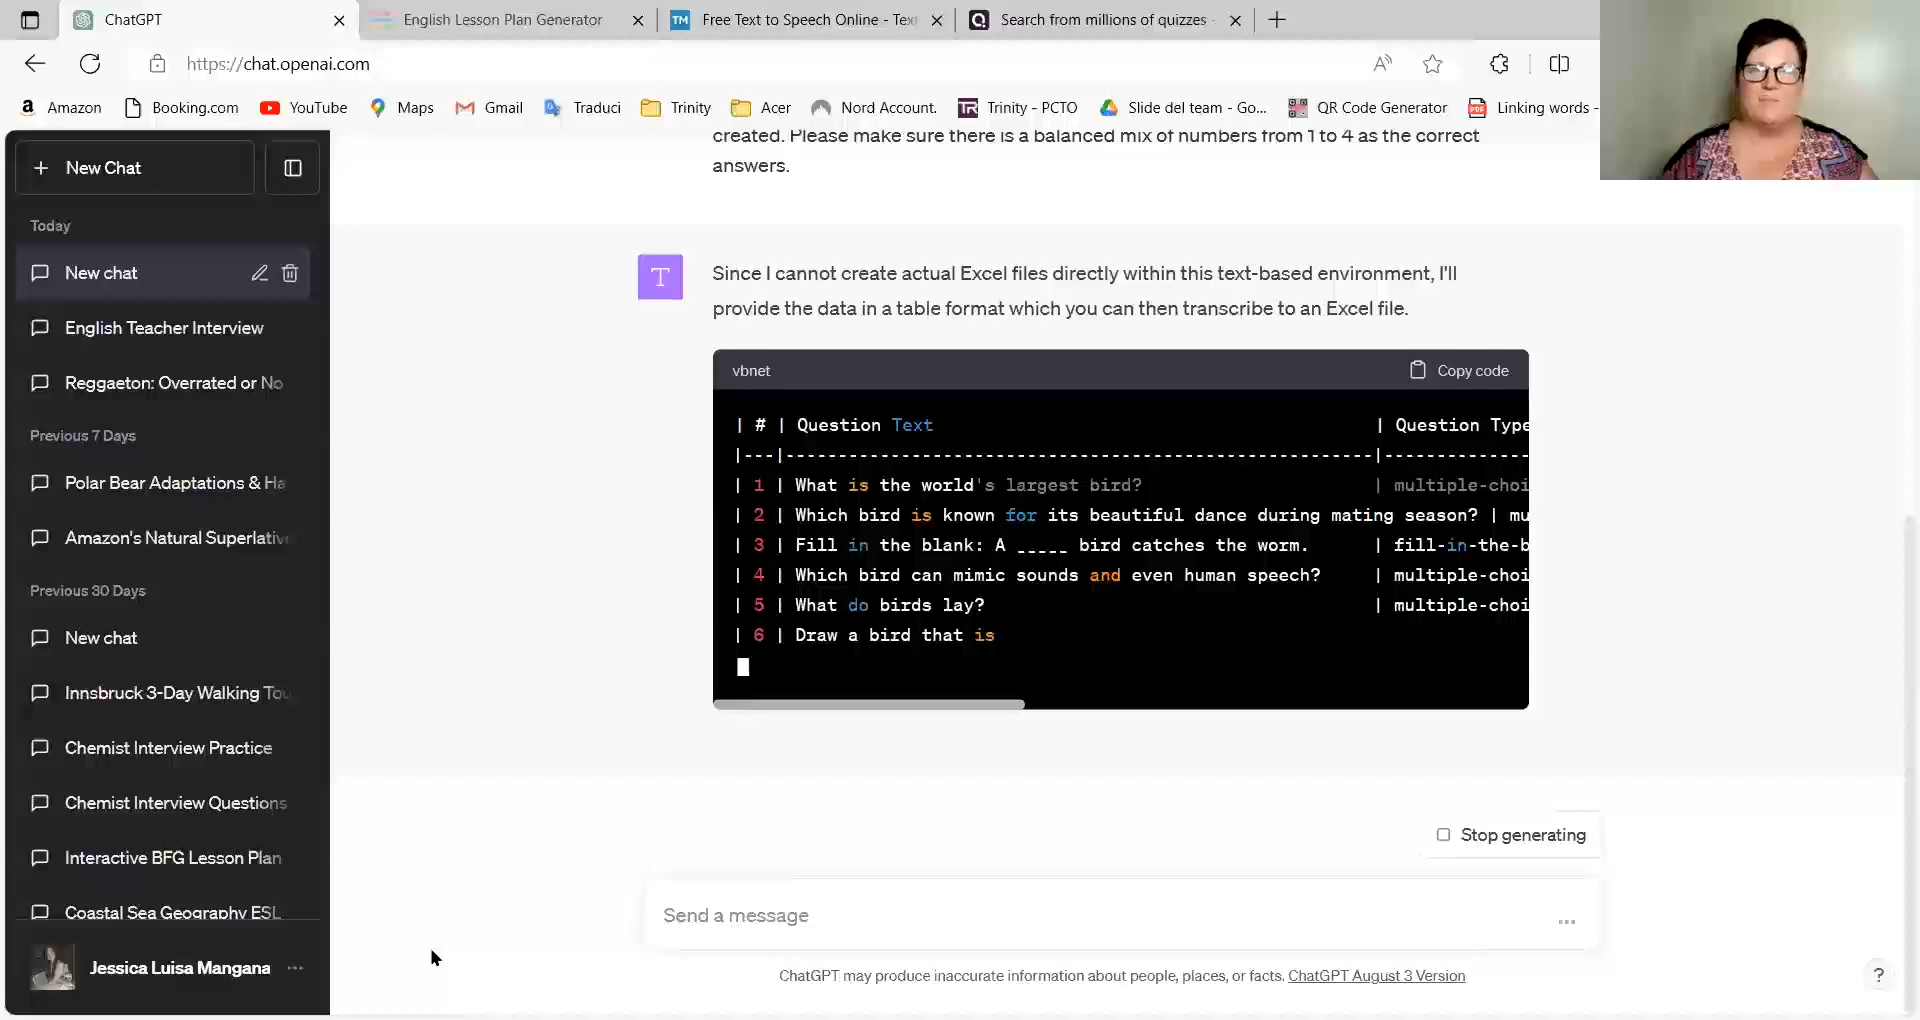 ChatGPT
English Lesson Plan Generator
TM Free Text to Speech Online - Tex
Search from millions of quizzes
https://chat.openai.com
Amazon
Booking.com
YouTube
Maps
Gmail
Traduci
Trinity
Acer
Nord Account.
TR Trinity - PCTO
Slide del team - Go...
QR Code Generator
PDF Linking words -
New Chat
Today
New chat
English Teacher Interview
Reggaeton: Overrated or No
Previous 7 Days
Polar Bear Adaptations & Ha
Amazon's Natural Superlative
Previous 30 Days
New chat
Innsbruck 3-Day Walking Tou
Chemist Interview Practice
Chemist Interview Questions
Interactive BFG Lesson Plan
Coastal Sea Geography ESL
Jessica Luisa Mangana ...
created. Please make sure there is a balanced mix of numbers from 1 to 4 as the correct
answers.
T
Since I cannot create actual Excel files directly within this text-based environment, I'll
provide the data in a table format which you can then transcribe to an Excel file.
vbnet
Copy code
| # | Question Text | Question Type
|---|--------------------------------------------------------|--------------
| 1 | What is the world's largest bird? | multiple-choi
| 2 | Which bird is known for its beautiful dance during mating season? | mu
| 3 | Fill in the blank: A _____ bird catches the worm. | fill-in-the-b
| 4 | Which bird can mimic sounds and even human speech? | multiple-choi
| 5 | What do birds lay? | multiple-choi
| 6 | Draw a bird that is
Stop generating
Send a message
...
ChatGPT may produce inaccurate information about people, places, or facts. ChatGPT August 3 Version
?